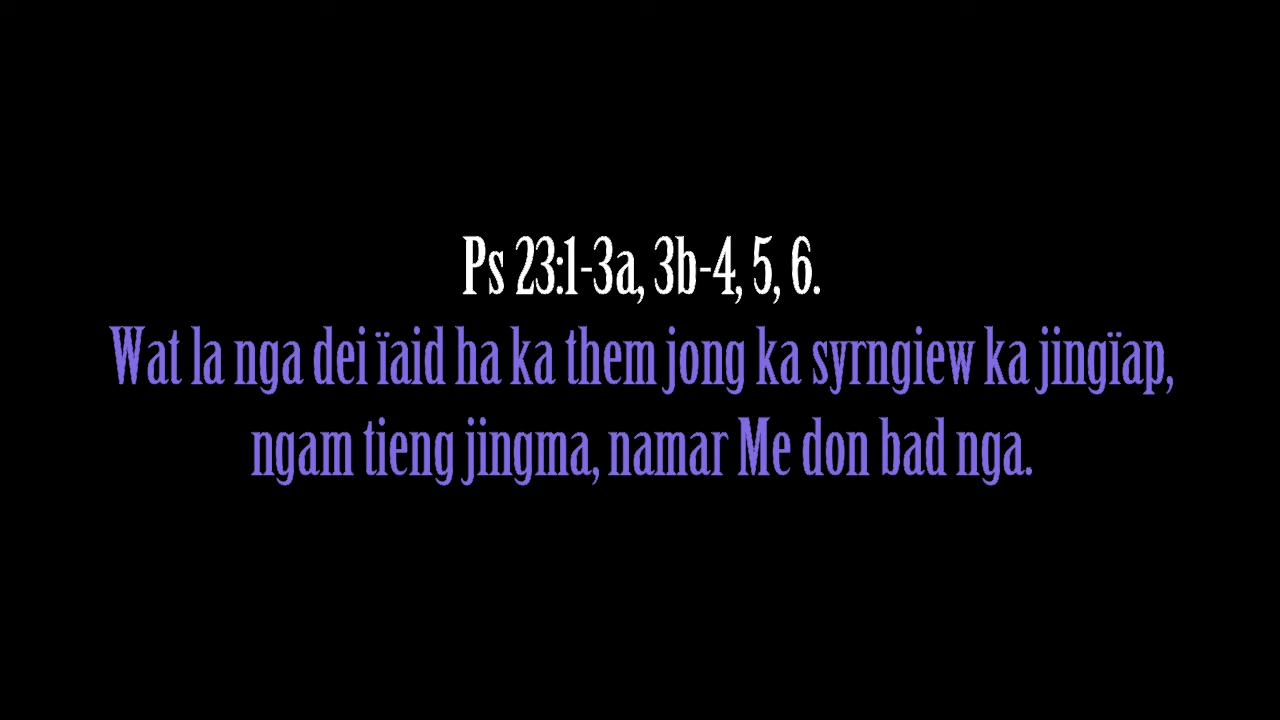 Ps 23:1-3a, 3b-4, 5, 6.
Wat la nga dei ïaid ha ka them jong ka syrngiew ka jingïap,
ngam tieng jingma, namar Me don bad nga.